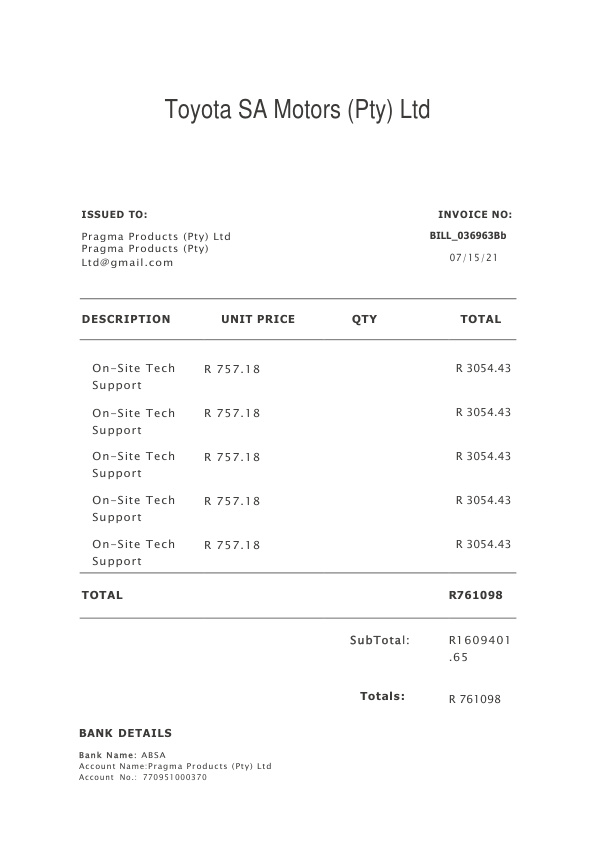 Toyota SA Motors (Pty) Ltd
ISSUED TO:
INVOICE NO:
Pragma Products (Pty) Ltd
BILL_036963Bb
Pragma Products (Pty)
Ltd@gmail.com
07/15/21
DESCRIPTION UNIT PRICE QTY TOTAL
On-Site Tech R 757.18 R 3054.43
Support
On-Site Tech R 757.18 R 3054.43
Support
On-Site Tech R 757.18 R 3054.43
Support
On-Site Tech R 757.18 R 3054.43
Support
On-Site Tech R 757.18 R 3054.43
Support
TOTAL R761098
SubTotal: R1609401
.65
Totals: R 761098
BANK DETAILS
Bank Name: ABSA
Account Name:Pragma Products (Pty) Ltd
Account No.: 770951000370